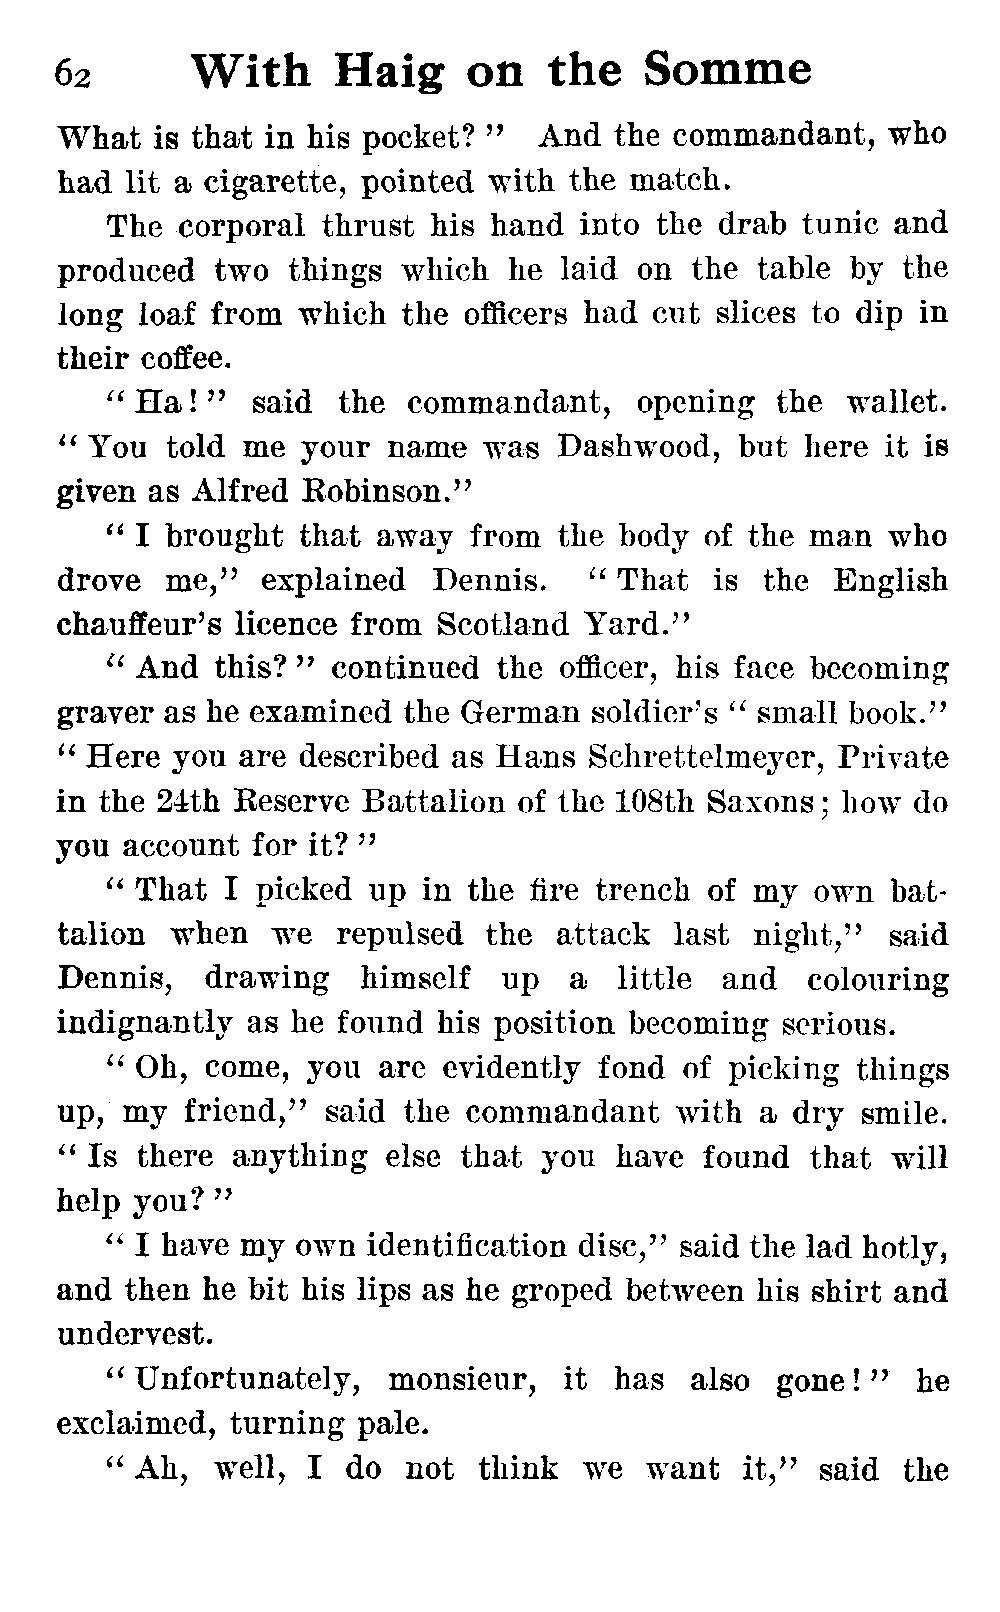 62 With Haig on the Somme
What is that in his pocket? " And the commandant, who
had lit a cigarette, pointed with the match.
The corporal thrust his hand into the drab tunic and
produced two things which he laid on the table by the
long loaf from which the officers had cut slices to dip in
their coffee.
" Ha! " said the commandant, opening the wallet.
" You told me your name was Dashwood, but here it is
given as Alfred Robinson."
" I brought that away from the body of the man who
drove me," explained Dennis. " That is the English
chauffeur's licence from Scotland Yard."
" And this? " continued the officer, his face becoming
graver as he examined the German soldier's " small book."
" Here you are described as Hans Schrettelmeyer, Private
in the 24th Reserve Battalion of the 108th Saxons; how do
you account for it? "
" That I picked up in the fire trench of my own bat-
talion when we repulsed the attack last night," said
Dennis, drawing himself up a little and colouring
indignantly as he found his position becoming serious.
" Oh, come, you are evidently fond of picking things
up, my friend," said the commandant with a dry smile.
" Is there anything else that you have found that will
help you? "
" I have my own identification disc," said the lad hotly,
and then he bit his lips as he groped between his shirt and
undervest.
" Unfortunately, monsieur, it has also gone! " he
exclaimed, turning pale.
" Ah, well, I do not think we want it," said the